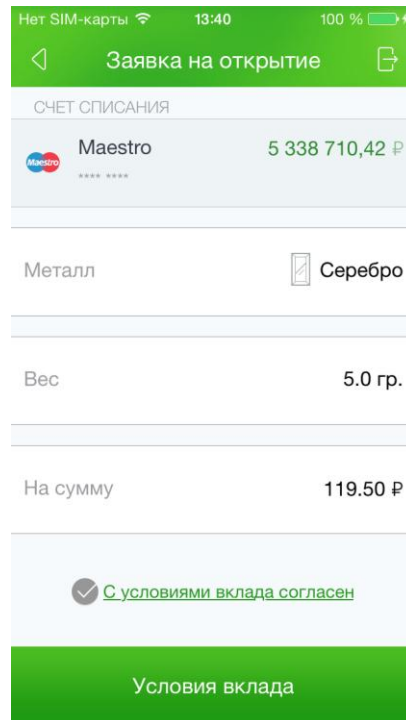 Нет SIM-карты 13:40 100 %
Заявка на открытие
СЧЕТ СПИСАНИЯ
Maestro Maestro 5 338 710,42 ₽
**** ****
Металл Серебро
Вес 5.0 гр.
На сумму 119.50 ₽
С условиями вклада согласен
Условия вклада